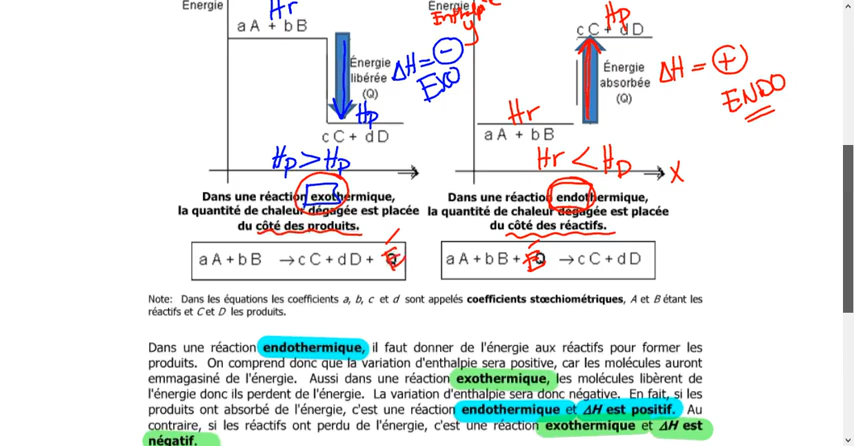 Énergie
Hr
aA + bB
Énergie
libérée
(Q)
ΔH = −
EXO
Hp
cC + dD
Hp > Hp
Énergie
Enthalpie
y
Hp
cC + dD
Énergie
absorbée
(Q)
ΔH = +
ENDO
Hr
aA + bB
Hr < Hp
X
Dans une réaction exothermique,
la quantité de chaleur dégagée est placée
du côté des produits.
aA + bB → cC + dD + Q
Dans une réaction endothermique,
la quantité de chaleur dégagée est placée
du côté des réactifs.
aA + bB + Q → cC + dD
Note: Dans les équations les coefficients a, b, c et d sont appelés coefficients stœchiométriques, A et B étant les
réactifs et C et D les produits.
Dans une réaction endothermique, il faut donner de l'énergie aux réactifs pour former les
produits. On comprend donc que la variation d'enthalpie sera positive, car les molécules auront
emmagasiné de l'énergie. Aussi dans une réaction exothermique, les molécules libèrent de
l'énergie donc ils perdent de l'énergie. La variation d'enthalpie sera donc négative. En fait, si les
produits ont absorbé de l'énergie, c'est une réaction endothermique et ΔH est positif. Au
contraire, si les réactifs ont perdu de l'énergie, c'est une réaction exothermique et ΔH est
négatif.